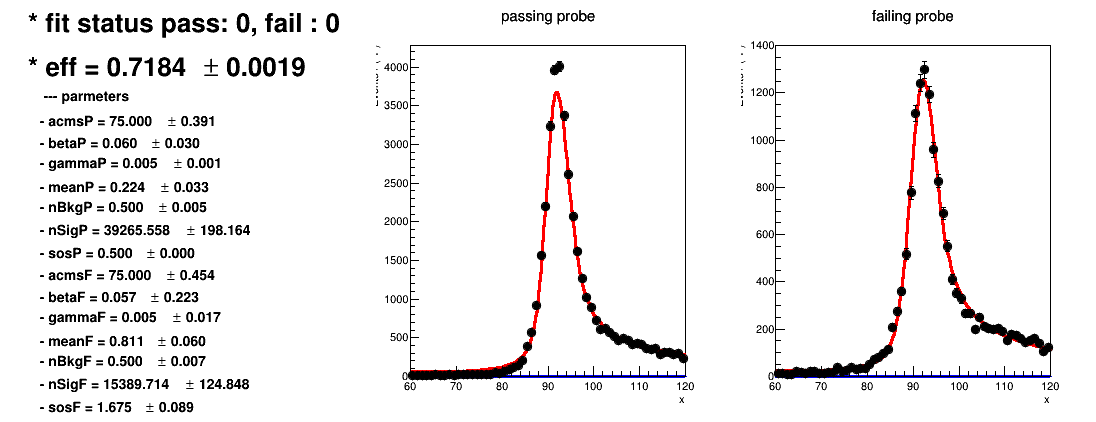 * fit status pass: 0, fail : 0
* eff = 0.7184 ± 0.0019
--- parmeters
- acmsP = 75.000 ± 0.391
- betaP = 0.060 ± 0.030
- gammaP = 0.005 ± 0.001
- meanP = 0.224 ± 0.033
- nBkgP = 0.500 ± 0.005
- nSigP = 39265.558 ± 198.164
- sosP = 0.500 ± 0.000
- acmsF = 75.000 ± 0.454
- betaF = 0.057 ± 0.223
- gammaF = 0.005 ± 0.017
- meanF = 0.811 ± 0.060
- nBkgF = 0.500 ± 0.007
- nSigF = 15389.714 ± 124.848
- sosF = 1.675 ± 0.089
passing probe
4000
3500
3000
2500
2000
1500
1000
500
0
60 70 80 90 100 110 120
x
failing probe
1400
1200
1000
800
600
400
200
0
60 70 80 90 100 110 120
x